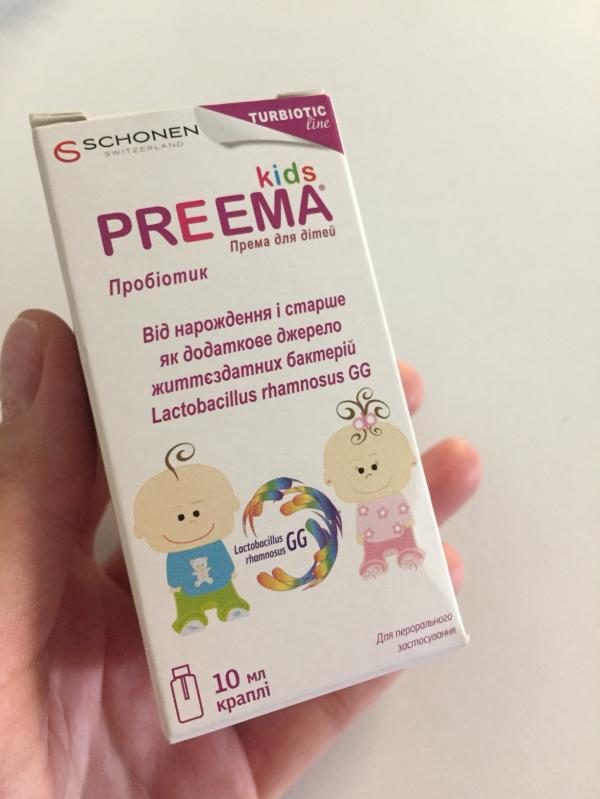 SCHONEN
SWITZERLAND
TURBIOTIC
line
kids
PREEMA®
Према для дітей
Пробіотик
Від нарождення і старше
як додаткове джерело
життєздатних бактерій
Lactobacillus rhamnosus GG
Lactobacillus
rhamnosus GG
Для перорального
застосування
10 мл
краплі